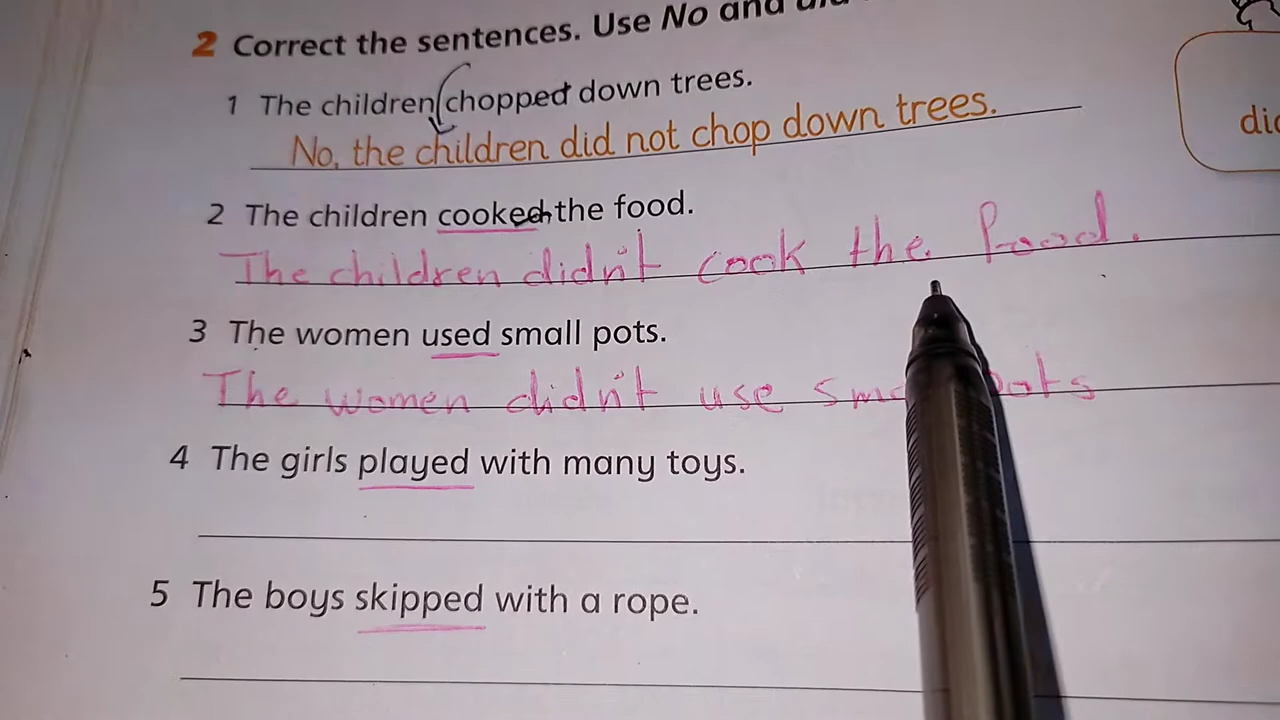 2 Correct the sentences. Use No and did
1 The children chopped down trees.
No, the children did not chop down trees.
2 The children cooked the food.
The children didn't cook the food.
3 The women used small pots.
The women didn't use pots
4 The girls played with many toys.
5 The boys skipped with a rope.